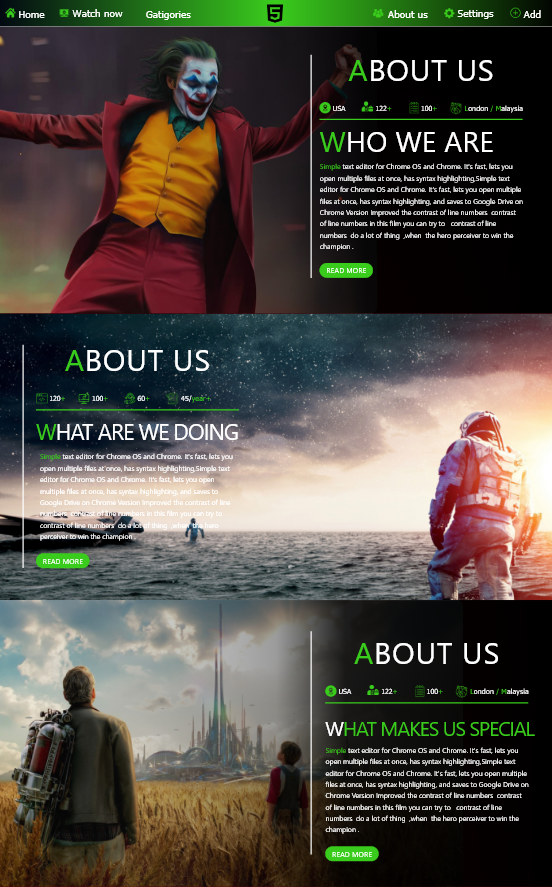 Home Watch now Gatigories 5 About us Settings Add
ABOUT US
USA 122+ 100+ London / Malaysia
WHO WE ARE
Simple text editor for Chrome OS and Chrome. It's fast, lets you
open multiple files at once, has syntax highlighting,Simple text
editor for Chrome OS and Chrome. It's fast, lets you open multiple
files at once, has syntax highlighting, and saves to Google Drive on
Chrome Version Improved the contrast of line numbers contrast
of line numbers in this film you can try to contrast of line
numbers do a lot of thing ,when the hero perceiver to win the
champion .
READ MORE
ABOUT US
120+ 100+ 60+ 45/year+
WHAT ARE WE DOING
Simple text editor for Chrome OS and Chrome. It's fast, lets you
open multiple files at once, has syntax highlighting,Simple text
editor for Chrome OS and Chrome. It's fast, lets you open
multiple files at once, has syntax highlighting, and saves to
Google Drive on Chrome Version Improved the contrast of line
numbers contrast of line numbers in this film you can try to
contrast of line numbers do a lot of thing ,when the hero
perceiver to win the champion .
READ MORE
ABOUT US
USA 122+ 100+ London / Malaysia
WHAT MAKES US SPECIAL
Simple text editor for Chrome OS and Chrome. It's fast, lets you
open multiple files at once, has syntax highlighting,Simple text
editor for Chrome OS and Chrome. It's fast, lets you open multiple
files at once, has syntax highlighting, and saves to Google Drive on
Chrome Version Improved the contrast of line numbers contrast
of line numbers in this film you can try to contrast of line
numbers do a lot of thing ,when the hero perceiver to win the
champion .
READ MORE